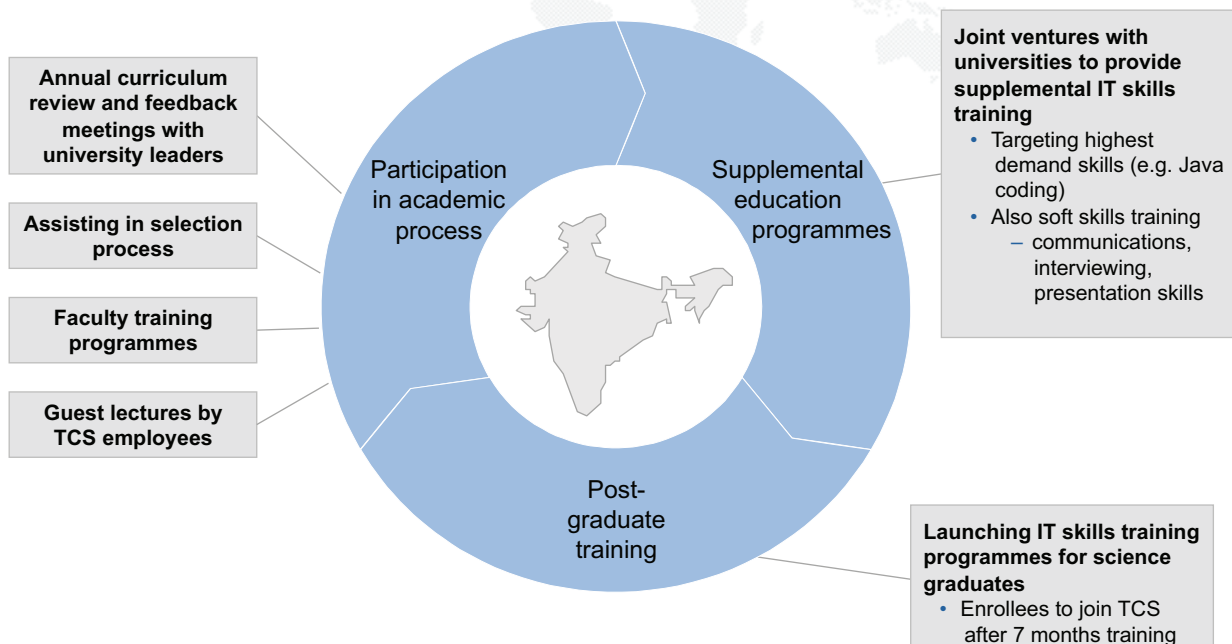 Annual curriculum
review and feedback
meetings with
university leaders
Assisting in selection
process
Faculty training
programmes
Guest lectures by
TCS employees
Participation
in academic
process
Supplemental
education
programmes
Post-
graduate
training
Joint ventures with
universities to provide
supplemental IT skills
training
• Targeting highest
demand skills (e.g. Java
coding)
• Also soft skills training
– communications,
interviewing,
presentation skills
Launching IT skills training
programmes for science
graduates
• Enrollees to join TCS
after 7 months training